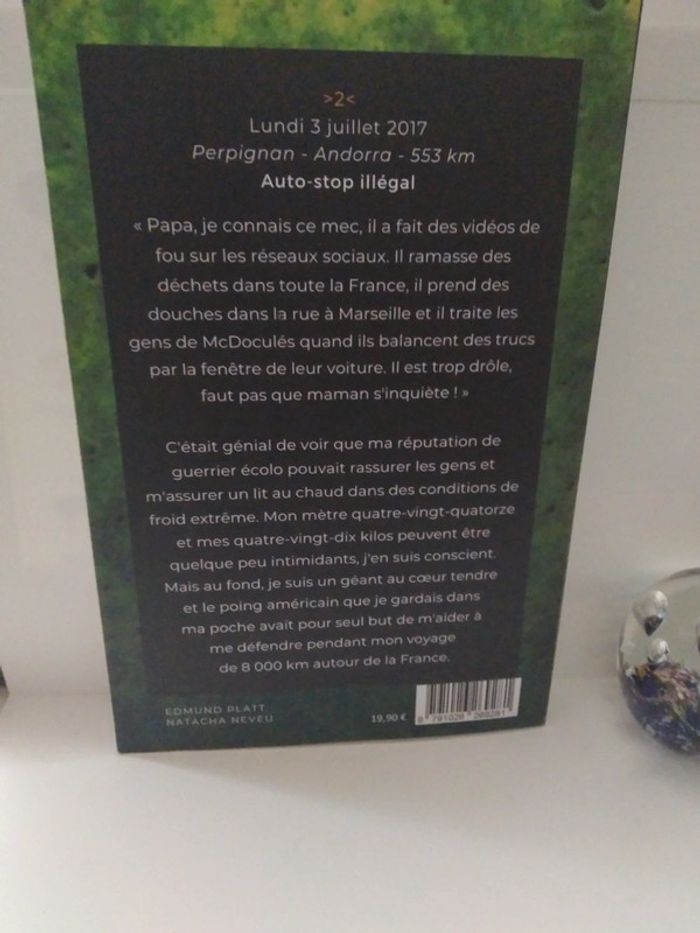 >2<
Lundi 3 juillet 2017
Perpignan - Andorra - 553 km
Auto-stop illégal
« Papa, je connais ce mec, il a fait des vidéos de
fou sur les réseaux sociaux. Il ramasse des
déchets dans toute la France, il prend des
douches dans la rue à Marseille et il traite les
gens de McDoculés quand ils balancent des trucs
par la fenêtre de leur voiture. Il est trop drôle,
faut pas que maman s'inquiète ! »
C'était génial de voir que ma réputation de
guerrier écolo pouvait rassurer les gens et
m'assurer un lit au chaud dans des conditions de
froid extrême. Mon mètre quatre-vingt-quatorze
et mes quatre-vingt-dix kilos peuvent être
quelque peu intimidants, j'en suis conscient.
Mais au fond, je suis un géant au cœur tendre
et le poing américain que je gardais dans
ma poche avait pour seul but de m'aider à
me défendre pendant mon voyage
de 8 000 km autour de la France.
EDMUND PLATT
NATACHA NEVEU
19,90 €